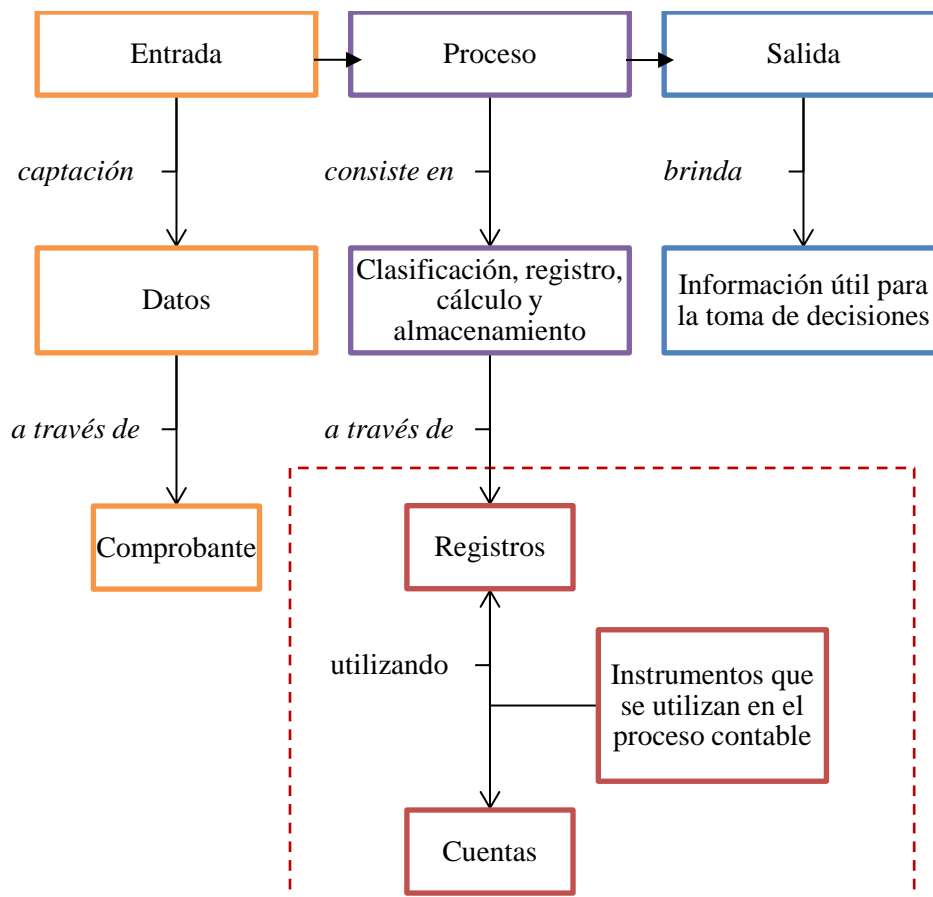 Entrada
Proceso
Salida
captación
consiste en
brinda
Datos
Clasificación, registro,
cálculo y
almacenamiento
Información útil para
la toma de decisiones
a través de
a través de
Comprobante
Registros
utilizando
Instrumentos que
se utilizan en el
proceso contable
Cuentas